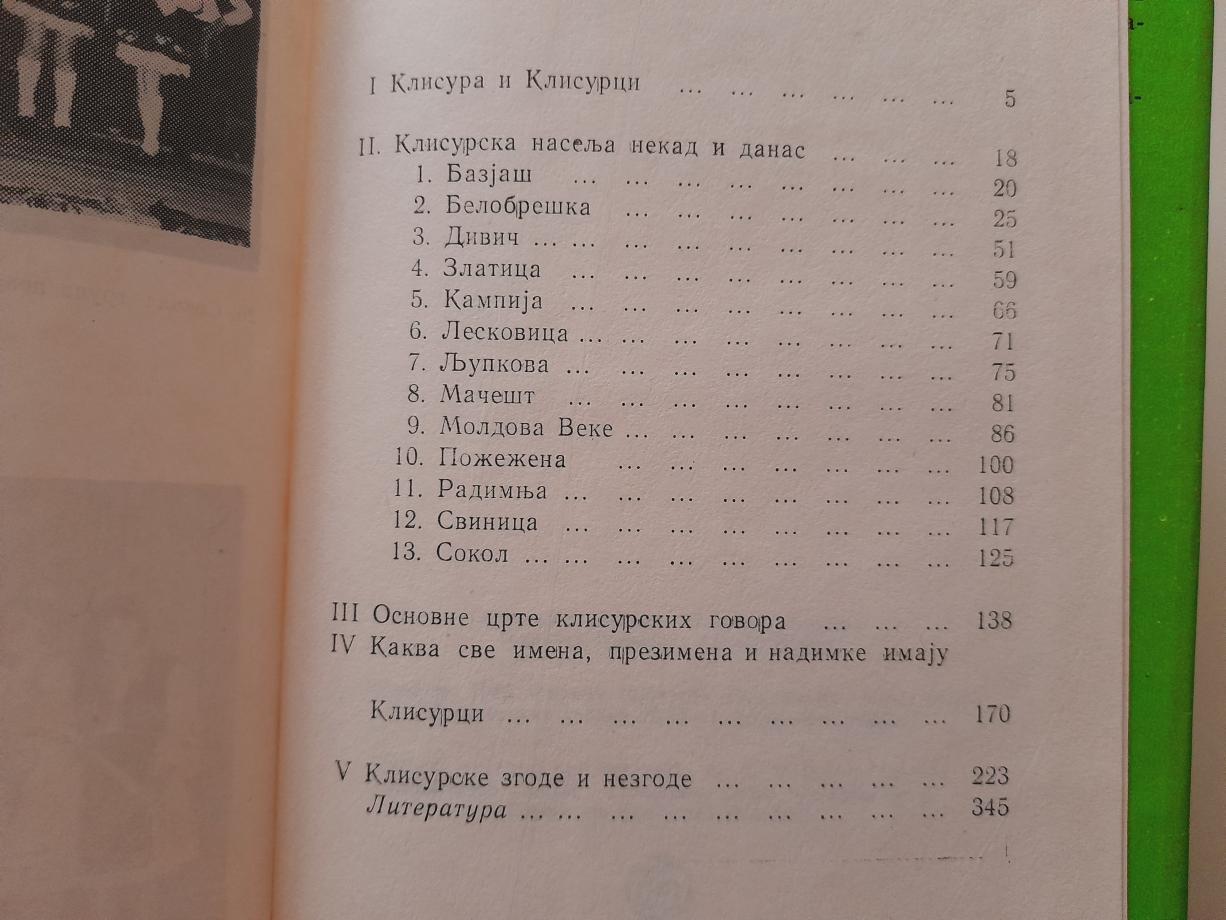 I Клисура и Клисурци ... ... ... ... ... ... 5
II. Клисурска насеља некад и данас ... ... ... 18
1. Базјаш ... ... ... ... ... ... ... ... 20
2. Белобрешка ... ... ... ... ... ... ... 25
3. Дивич ... ... ... ... ... ... ... ... ... 51
4. Златица ... ... ... ... ... ... ... ... 59
5. Кампија ... ... ... ... ... ... ... ... 66
6. Лесковица ... ... ... ... ... ... ... ... 71
7. Љупкова ... ... ... ... ... ... ... ... 75
8. Мачешт ... ... ... ... ... ... ... ... 81
9. Молдова Веке ... ... ... ... ... ... ... 86
10. Пожежена ... ... ... ... ... ... ... 100
11. Радимња ... ... ... ... ... ... ... ... 108
12. Свиница ... ... ... ... ... ... ... ... 117
13. Сокол ... ... ... ... ... ... ... ... ... 125
III Основне црте клисурских говора ... ... ... 138
IV Каква све имена, презимена и надимке имају
Клисурци ... ... ... ... ... ... ... ... ... 170
V Клисурске згоде и незгоде ... ... ... ... ... 223
Литература ... ... ... ... ... ... ... ... ... 345